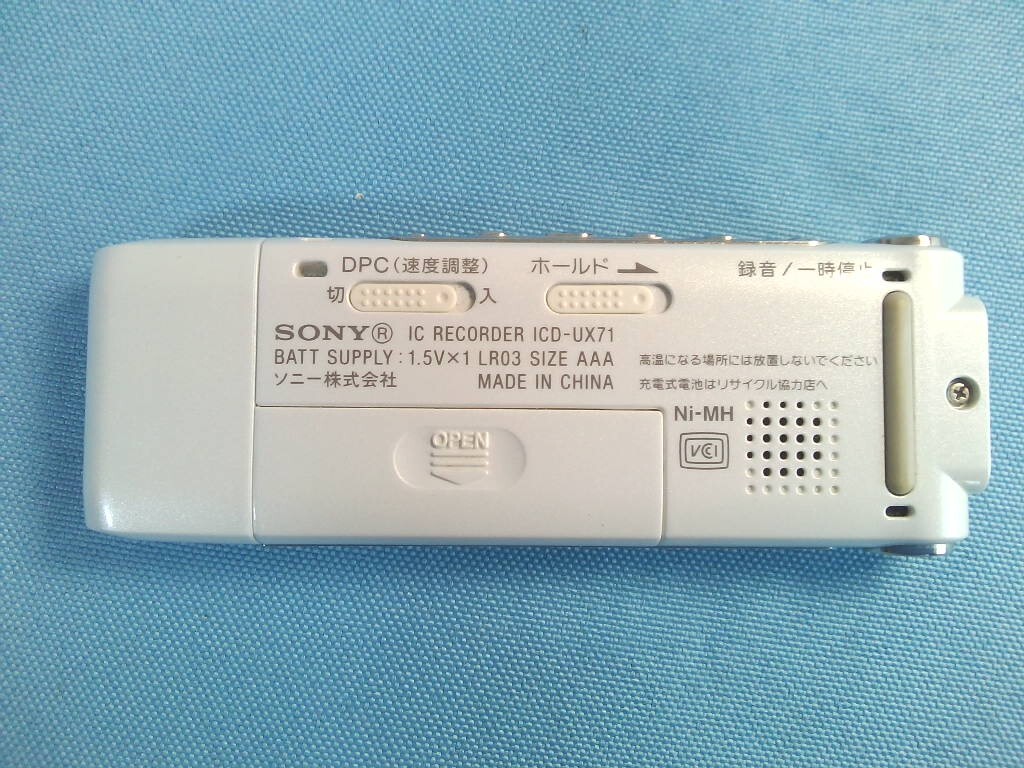 DPC(速度調整)
切 入
ホールド
録音/一時停止
SONY® IC RECORDER ICD-UX71
BATT SUPPLY : 1.5V×1 LR03 SIZE AAA
ソニー株式会社 MADE IN CHINA
高温になる場所には放置しないでください
充電式電池はリサイクル協力店へ
Ni-MH
VCI
OPEN